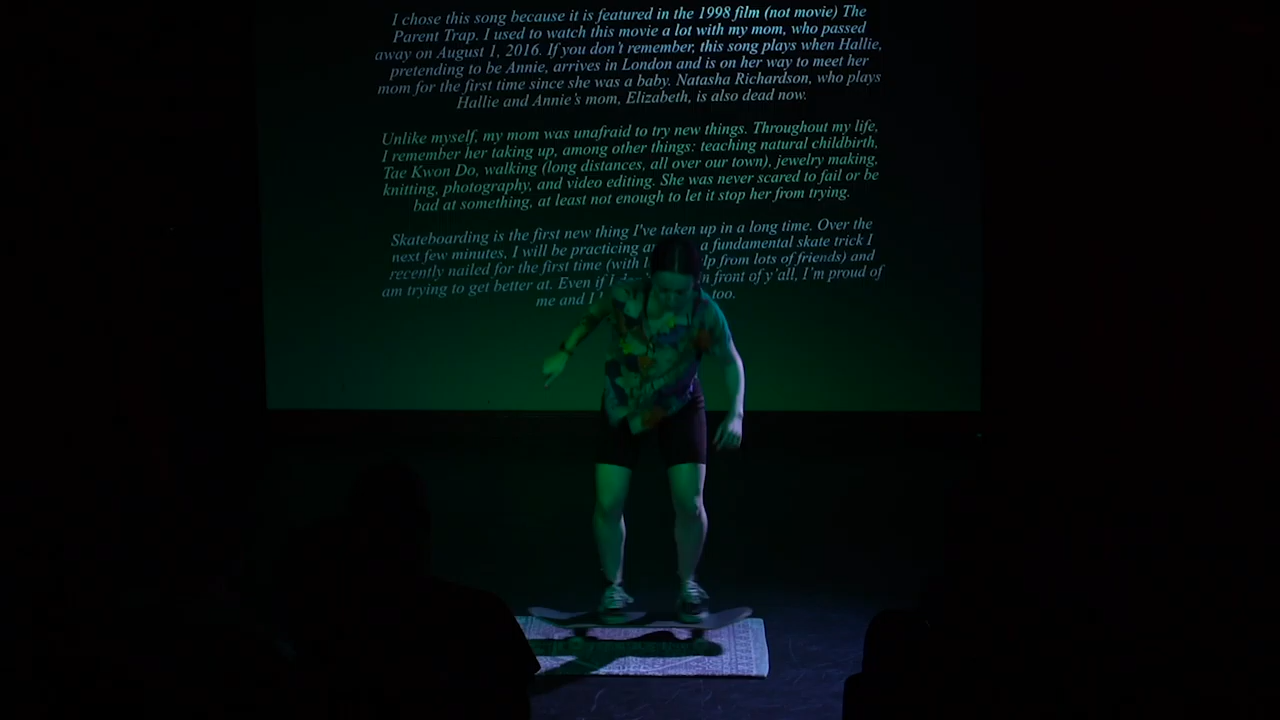 I chose this song because it is featured in the 1998 film (not movie) The
Parent Trap. I used to watch this movie a lot with my mom, who passed
away on August 1, 2016. If you don't remember, this song plays when Hallie,
pretending to be Annie, arrives in London and is on her way to meet her
mom for the first time since she was a baby. Natasha Richardson, who plays
Hallie and Annie's mom, Elizabeth, is also dead now.
Unlike myself, my mom was unafraid to try new things. Throughout my life,
I remember her taking up, among other things: teaching natural childbirth,
Tae Kwon Do, walking (long distances, all over our town), jewelry making,
knitting, photography, and video editing. She was never scared to fail or be
bad at something, at least not enough to let it stop her from trying.
Skateboarding is the first new thing I've taken up in a long time. Over the
next few minutes, I will be practicing a fundamental skate trick I
recently nailed for the first time (with from lots of friends) and
am trying to get better at. Even if I in front of y'all, I'm proud of
me and I too.